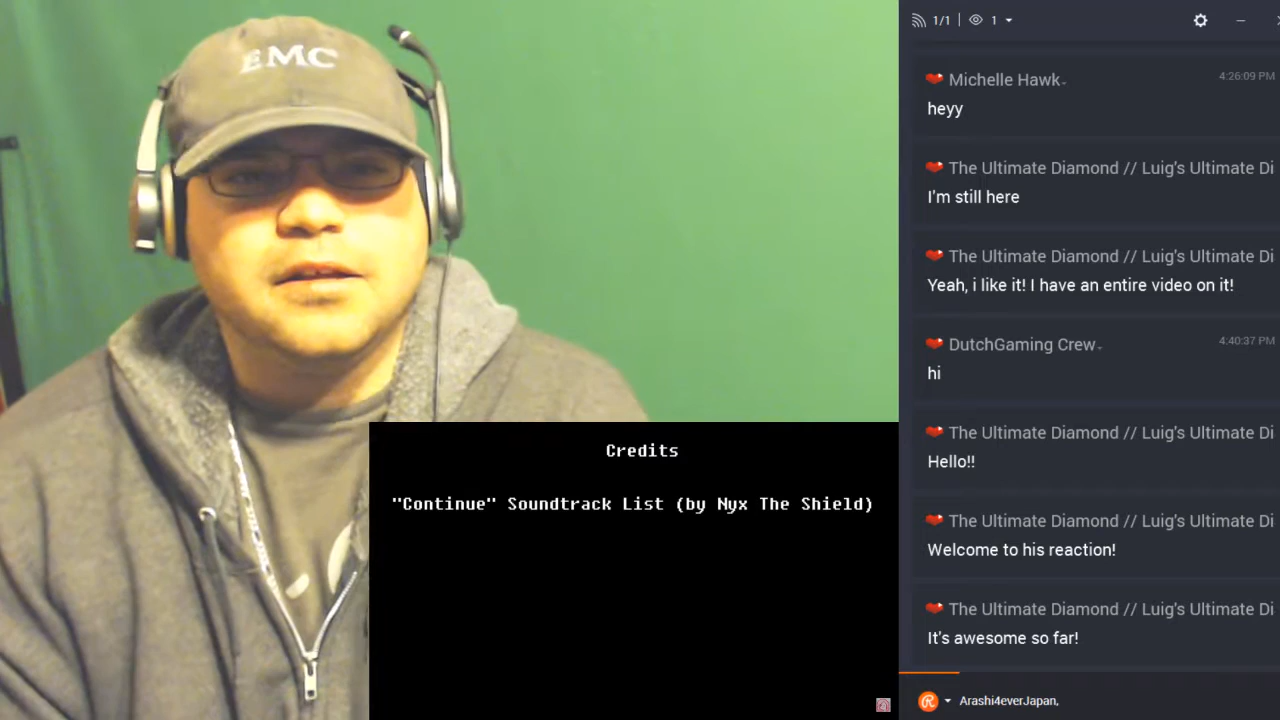 EMC
Credits
"Continue" Soundtrack List (by Nyx The Shield)
1/1 | 1
Michelle Hawk 4:26:09 PM
heyy
The Ultimate Diamond // Luig's Ultimate Di
I'm still here
The Ultimate Diamond // Luig's Ultimate Di
Yeah, i like it! I have an entire video on it!
DutchGaming Crew 4:40:37 PM
hi
The Ultimate Diamond // Luig's Ultimate Di
Hello!!
The Ultimate Diamond // Luig's Ultimate Di
Welcome to his reaction!
The Ultimate Diamond // Luig's Ultimate Di
It's awesome so far!
Arashi4everJapan,